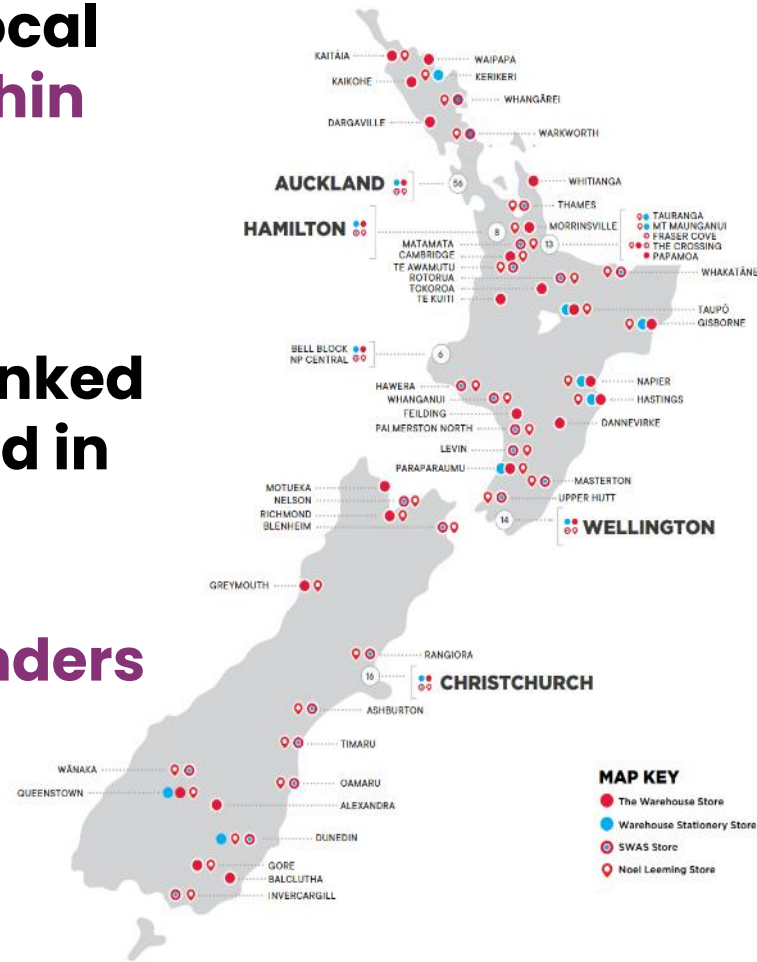 ocal
hin
nked
d in
nders
KAITĀIA
WAIPAPA
KERIKERI
KAIKOHE
WHANGĀREI
DARGAVILLE
WARKWORTH
AUCKLAND
56
WHITIANGA
THAMES
HAMILTON
8
MORRINSVILLE
13
TAURANGA
MT MAUNGANUI
FRASER COVE
THE CROSSING
PAPAMOA
MATAMATA
CAMBRIDGE
TE AWAMUTU
ROTORUA
TOKOROA
TE KUITI
WHAKATĀNE
TAUPŌ
GISBORNE
BELL BLOCK
NP CENTRAL
6
HAWERA
WHANGANUI
FEILDING
PALMERSTON NORTH
LEVIN
PARAPARAUMU
NAPIER
HASTINGS
DANNEVIRKE
MASTERTON
UPPER HUTT
14
WELLINGTON
MOTUEKA
NELSON
RICHMOND
BLENHEIM
GREYMOUTH
RANGIORA
16
CHRISTCHURCH
ASHBURTON
TIMARU
WĀNAKA
QUEENSTOWN
OAMARU
ALEXANDRA
DUNEDIN
GORE
BALCLUTHA
INVERCARGILL
MAP KEY
The Warehouse Store
Warehouse Stationery Store
SWAS Store
Noel Leeming Store